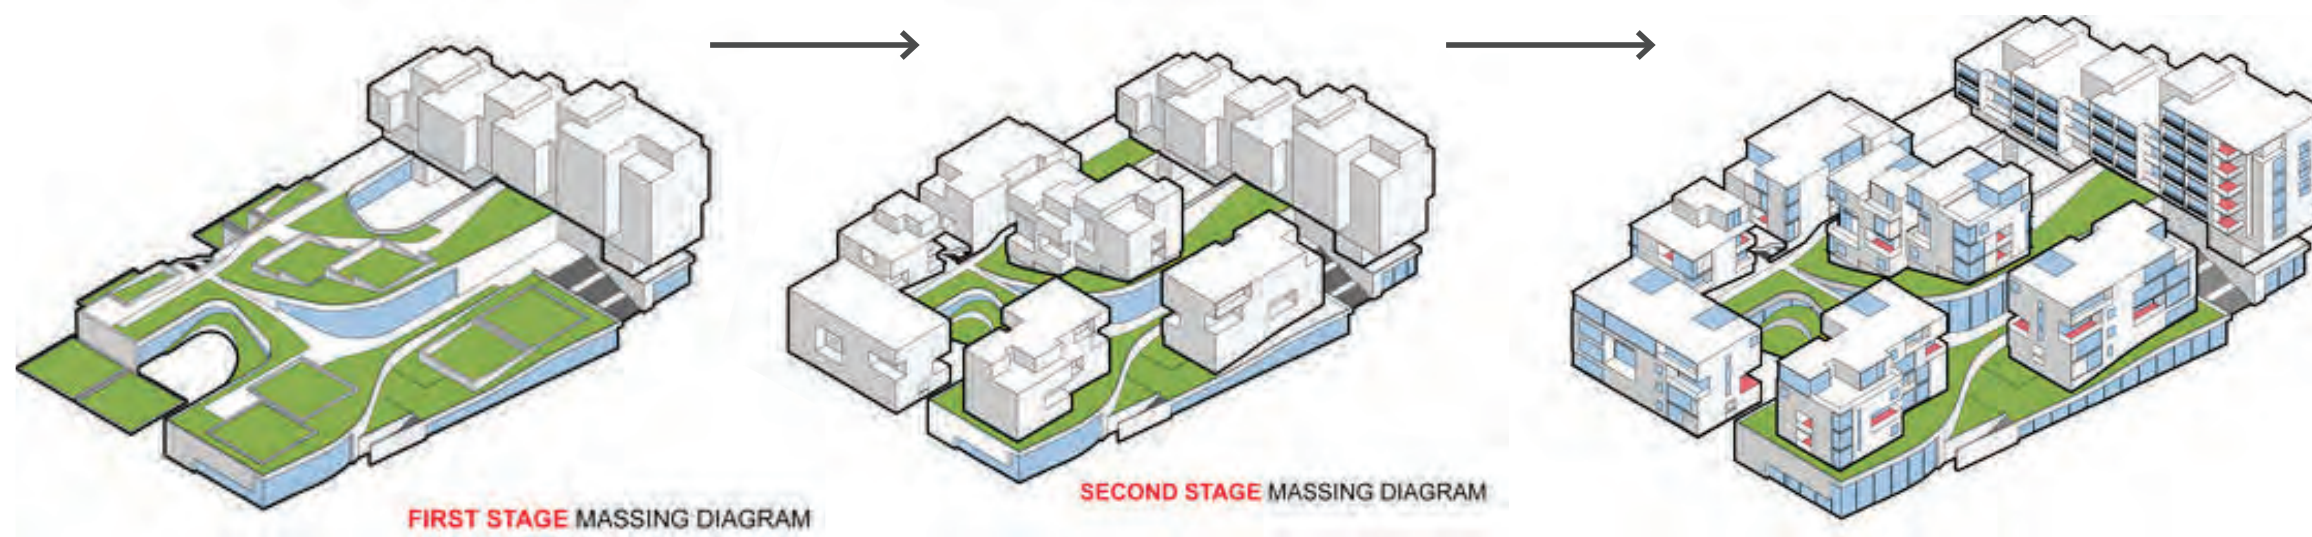 FIRST STAGE MASSING DIAGRAM
SECOND STAGE MASSING DIAGRAM